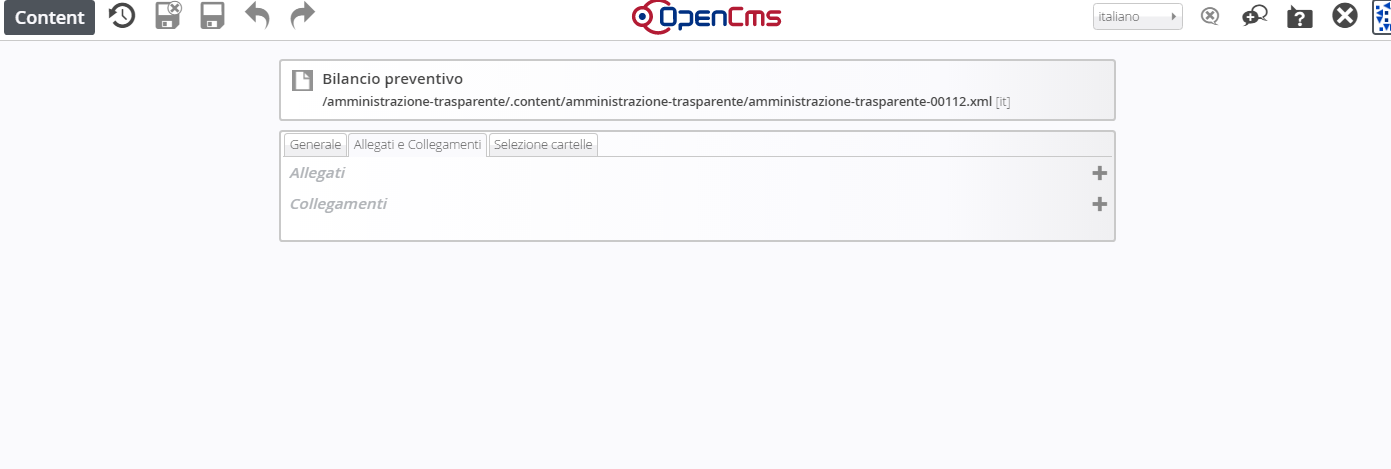 Content
OpenCms
italiano
Bilancio preventivo
/amministrazione-trasparente/.content/amministrazione-trasparente/amministrazione-trasparente-00112.xml [it]
Generale
Allegati e Collegamenti
Selezione cartelle
Allegati
Collegamenti